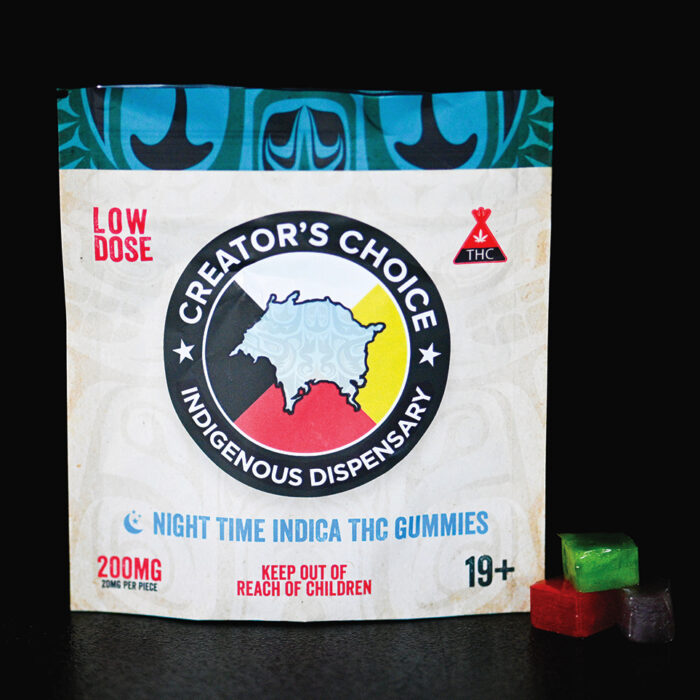 LOW
DOSE
THC
CREATOR'S CHOICE
INDIGENOUS DISPENSARY
NIGHT TIME INDICA THC GUMMIES
200MG
20MG PER PIECE
KEEP OUT OF
REACH OF CHILDREN
19+